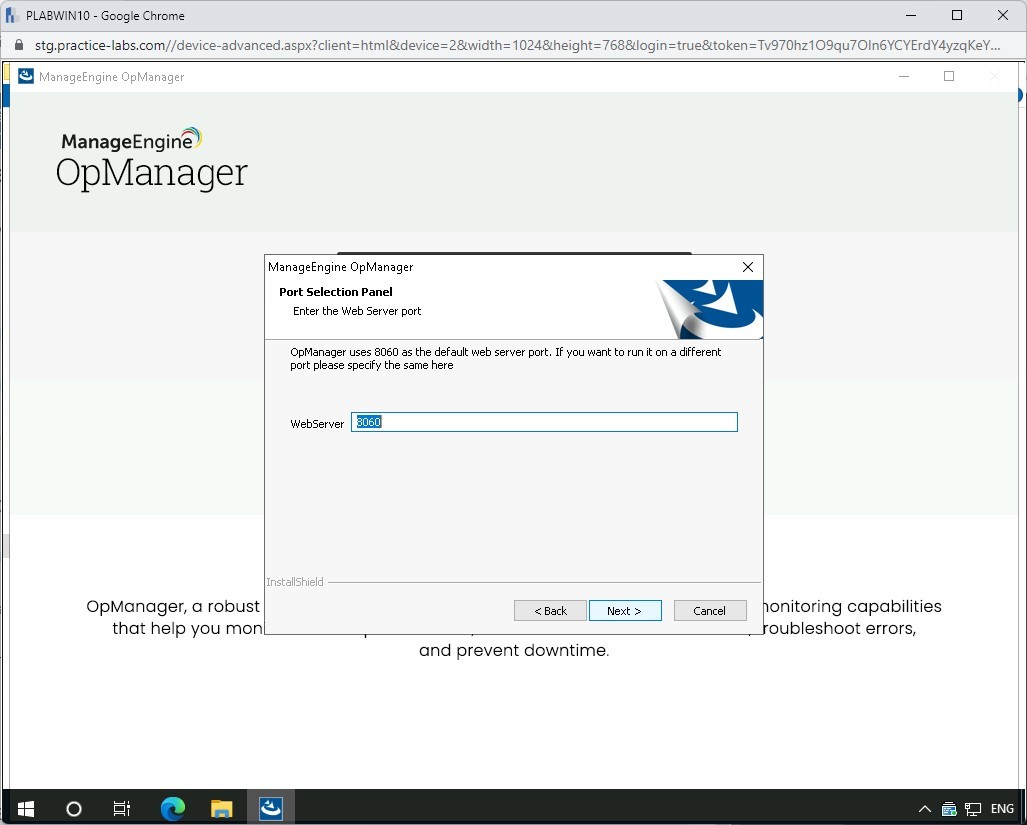 PLABWIN10 - Google Chrome
stg.practice-labs.com//device-advanced.aspx?client=html&device=2&width=1024&height=768&login=true&token=Tv970hz1O9qu7OIn6YCYErdY4yzqKeY...
ManageEngine OpManager
ManageEngine
OpManager
ManageEngine OpManager
Port Selection Panel
Enter the Web Server port
OpManager uses 8060 as the default web server port. If you want to run it on a different
port please specify the same here
WebServer 8060
InstallShield
< Back Next > Cancel
OpManager, a robust onitoring capabilities
that help you mon roubleshoot errors,
and prevent downtime.
ENG